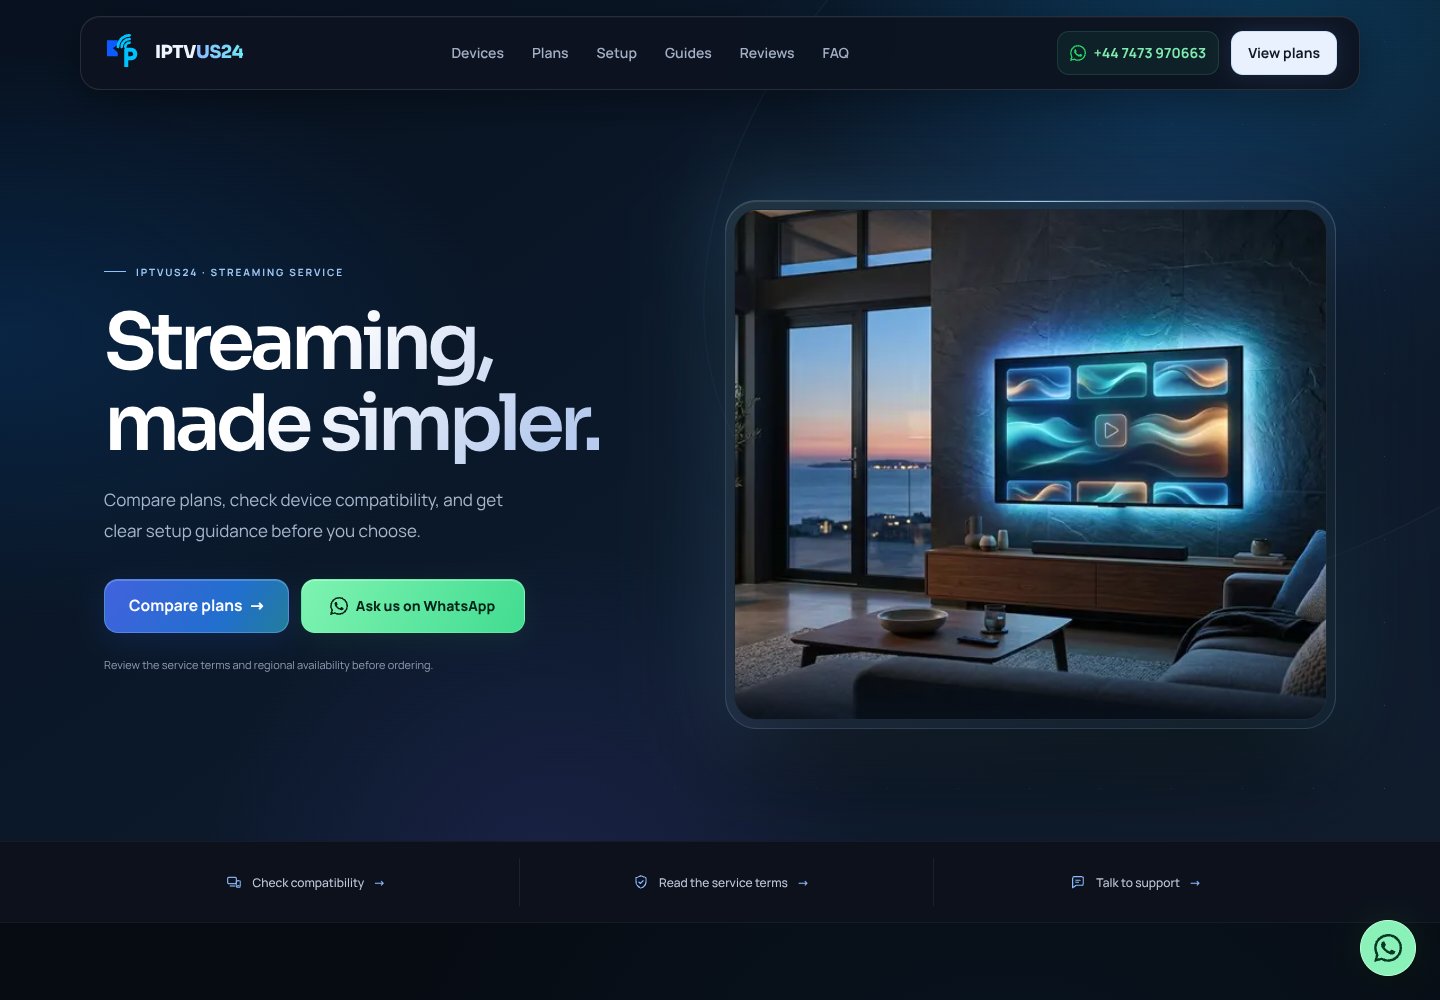 IPTVUS24
Devices
Plans
Setup
Guides
Reviews
FAQ
+44 7473 970663
View plans
IPTVUS24 · STREAMING SERVICE
Streaming,
made simpler.
Compare plans, check device compatibility, and get
clear setup guidance before you choose.
Compare plans →
Ask us on WhatsApp
Review the service terms and regional availability before ordering.
Check compatibility →
Read the service terms →
Talk to support →